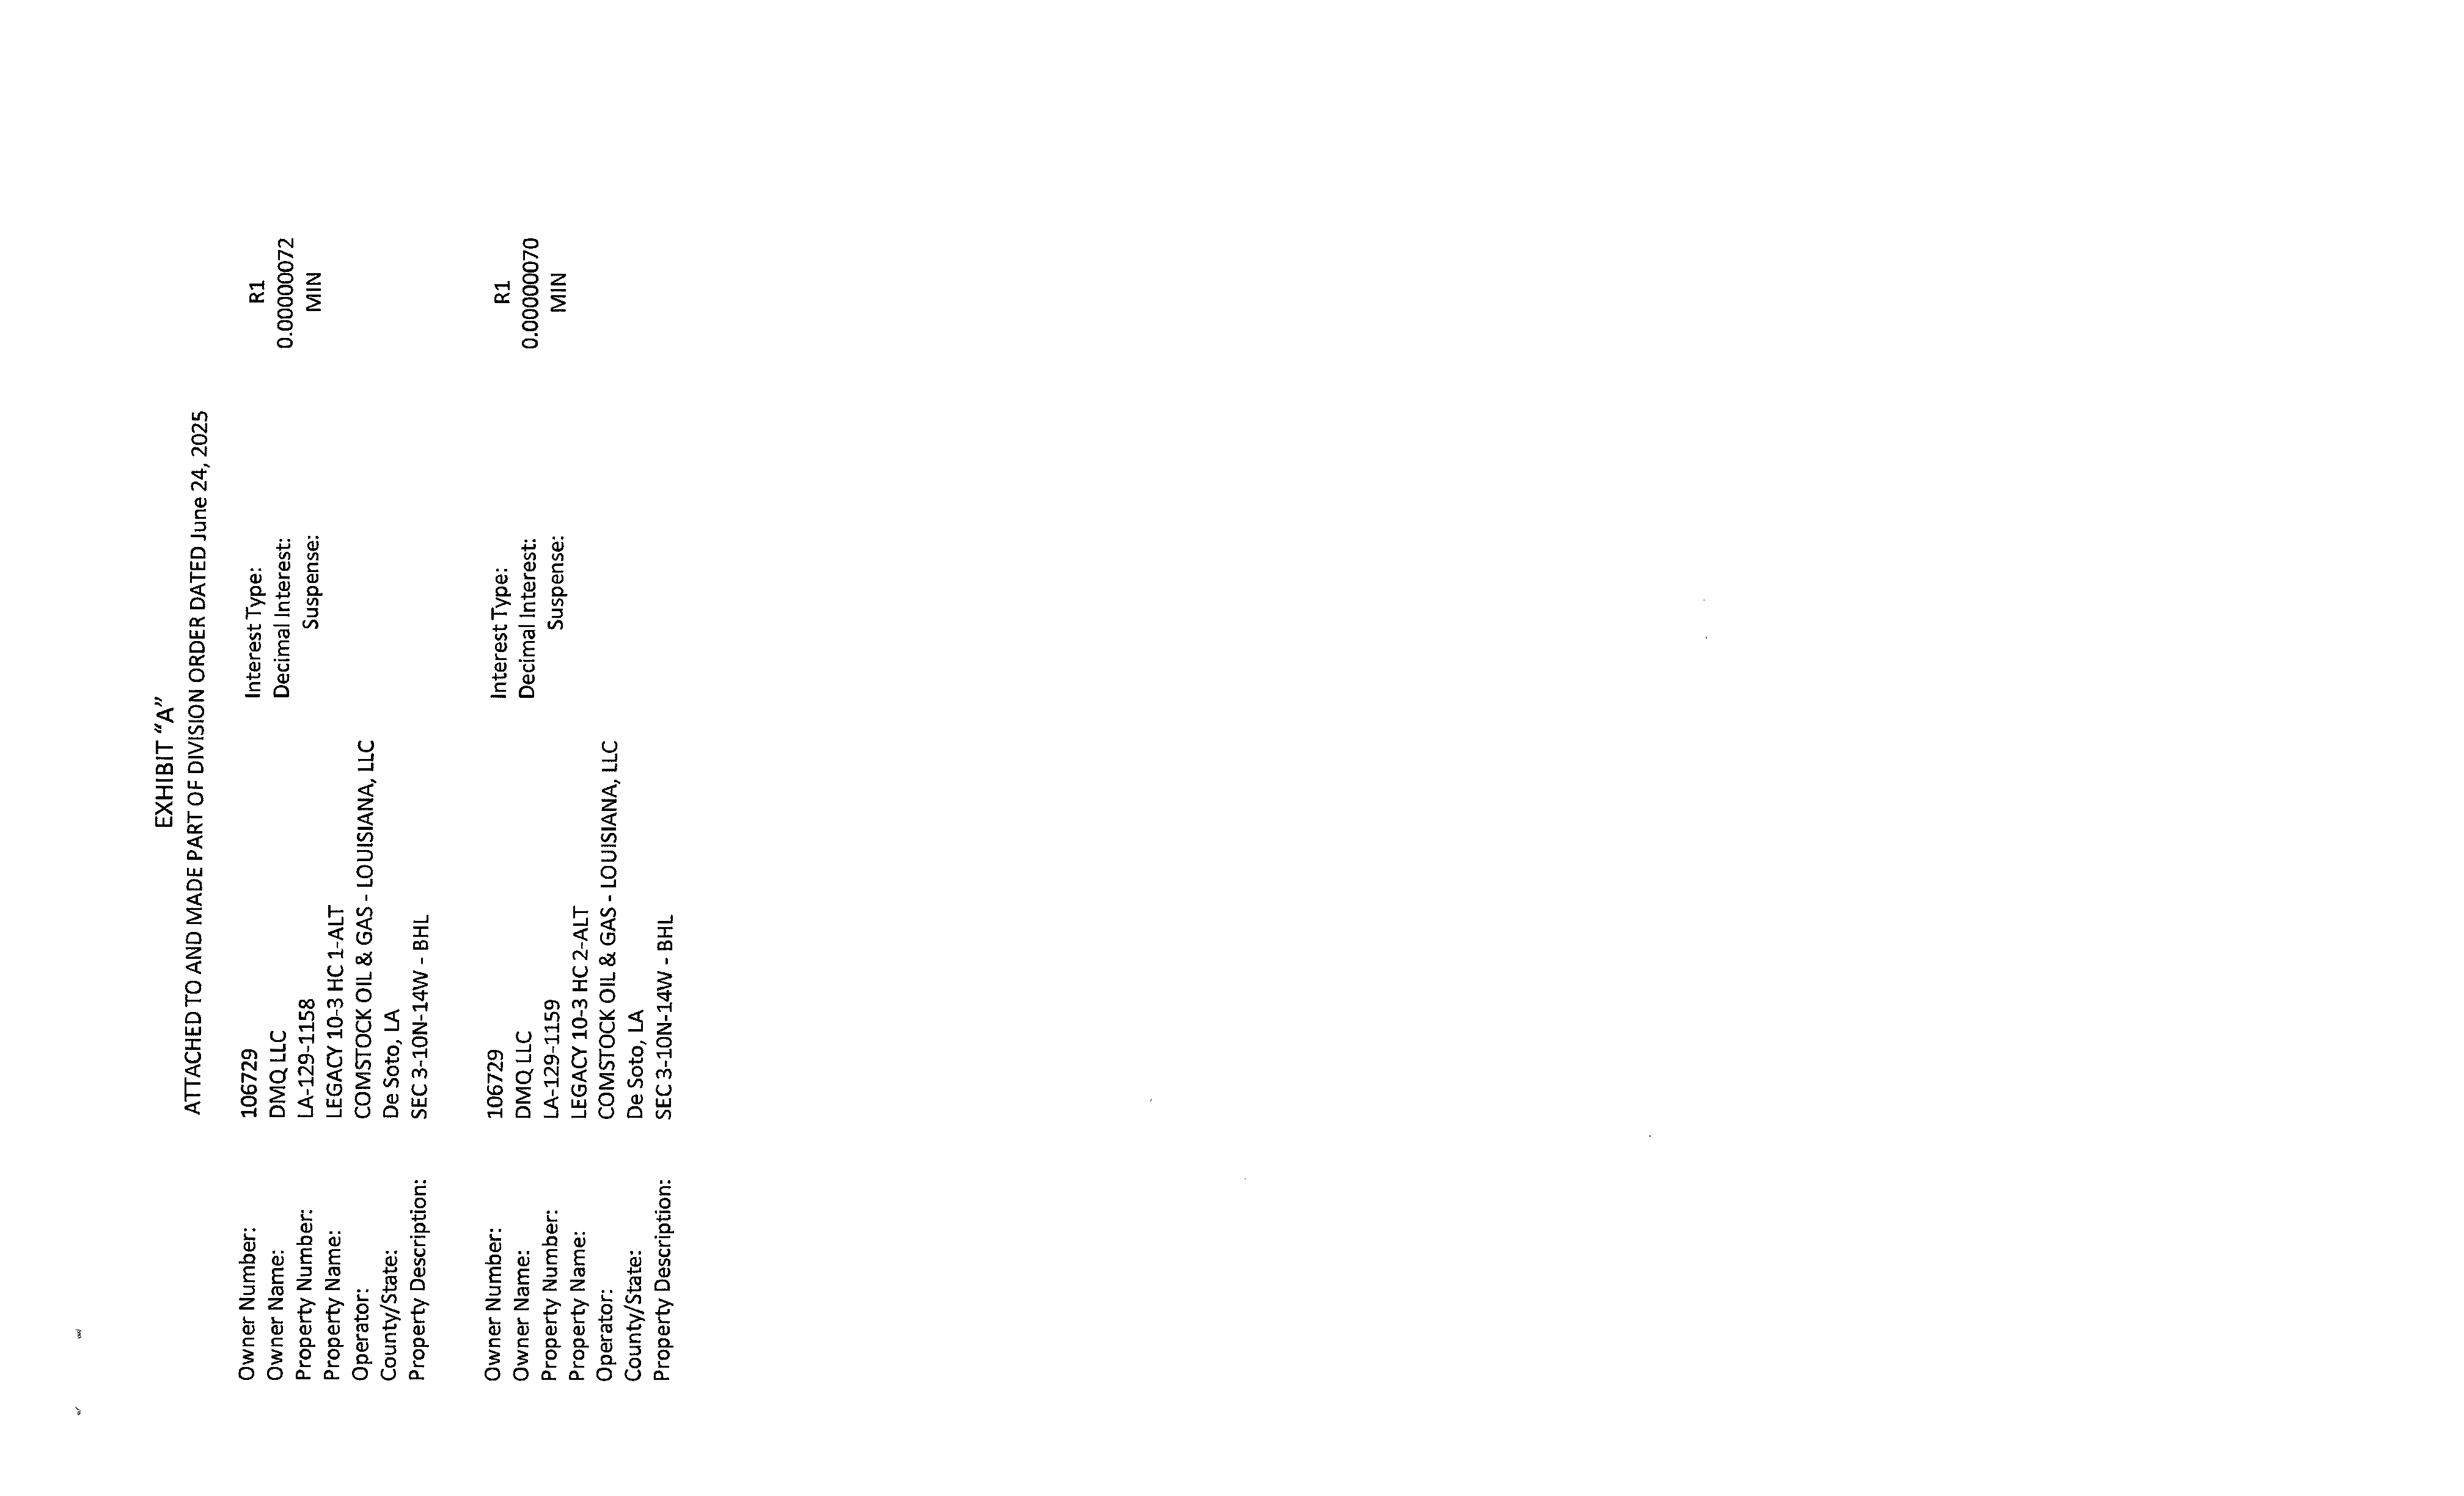 EXHIBIT "A"
ATTACHED TO AND MADE PART OF DIVISION ORDER DATED June 24, 2025
Owner Number: 106729 Interest Type: R1
Owner Name: DMQ LLC Decimal Interest: 0.00000072
Property Number: LA-129-1158 Suspense: MIN
Property Name: LEGACY 10-3 HC 1-ALT
Operator: COMSTOCK OIL & GAS - LOUISIANA, LLC
County/State: De Soto, LA
Property Description: SEC 3-10N-14W - BHL
Owner Number: 106729 Interest Type: R1
Owner Name: DMQ LLC Decimal Interest: 0.00000070
Property Number: LA-129-1159 Suspense: MIN
Property Name: LEGACY 10-3 HC 2-ALT
Operator: COMSTOCK OIL & GAS - LOUISIANA, LLC
County/State: De Soto, LA
Property Description: SEC 3-10N-14W - BHL